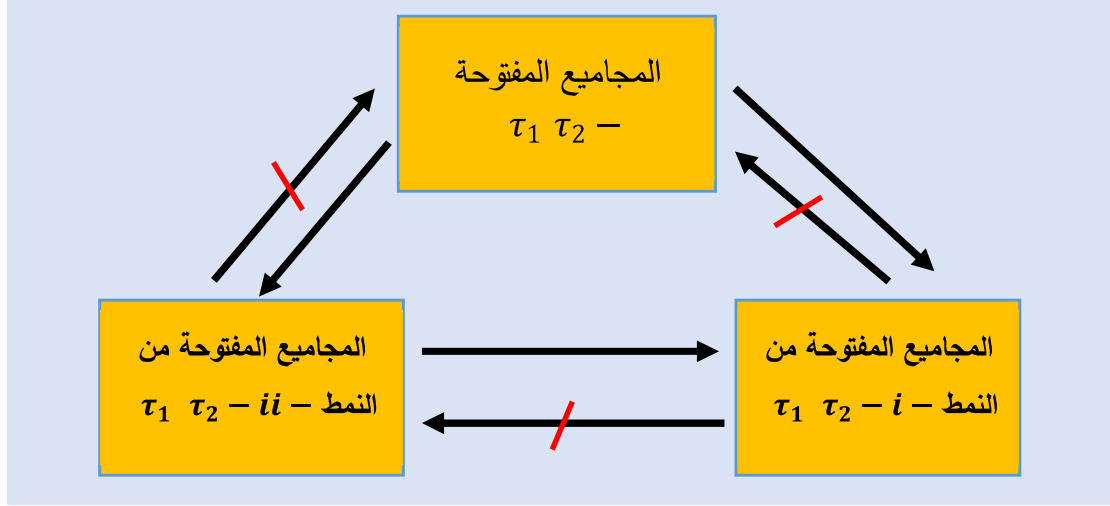 المجاميع المفتوحة
τ₁ τ₂ −
المجاميع المفتوحة من
النمط − τ₁ τ₂ − ii
المجاميع المفتوحة من
النمط − τ₁ τ₂ − i